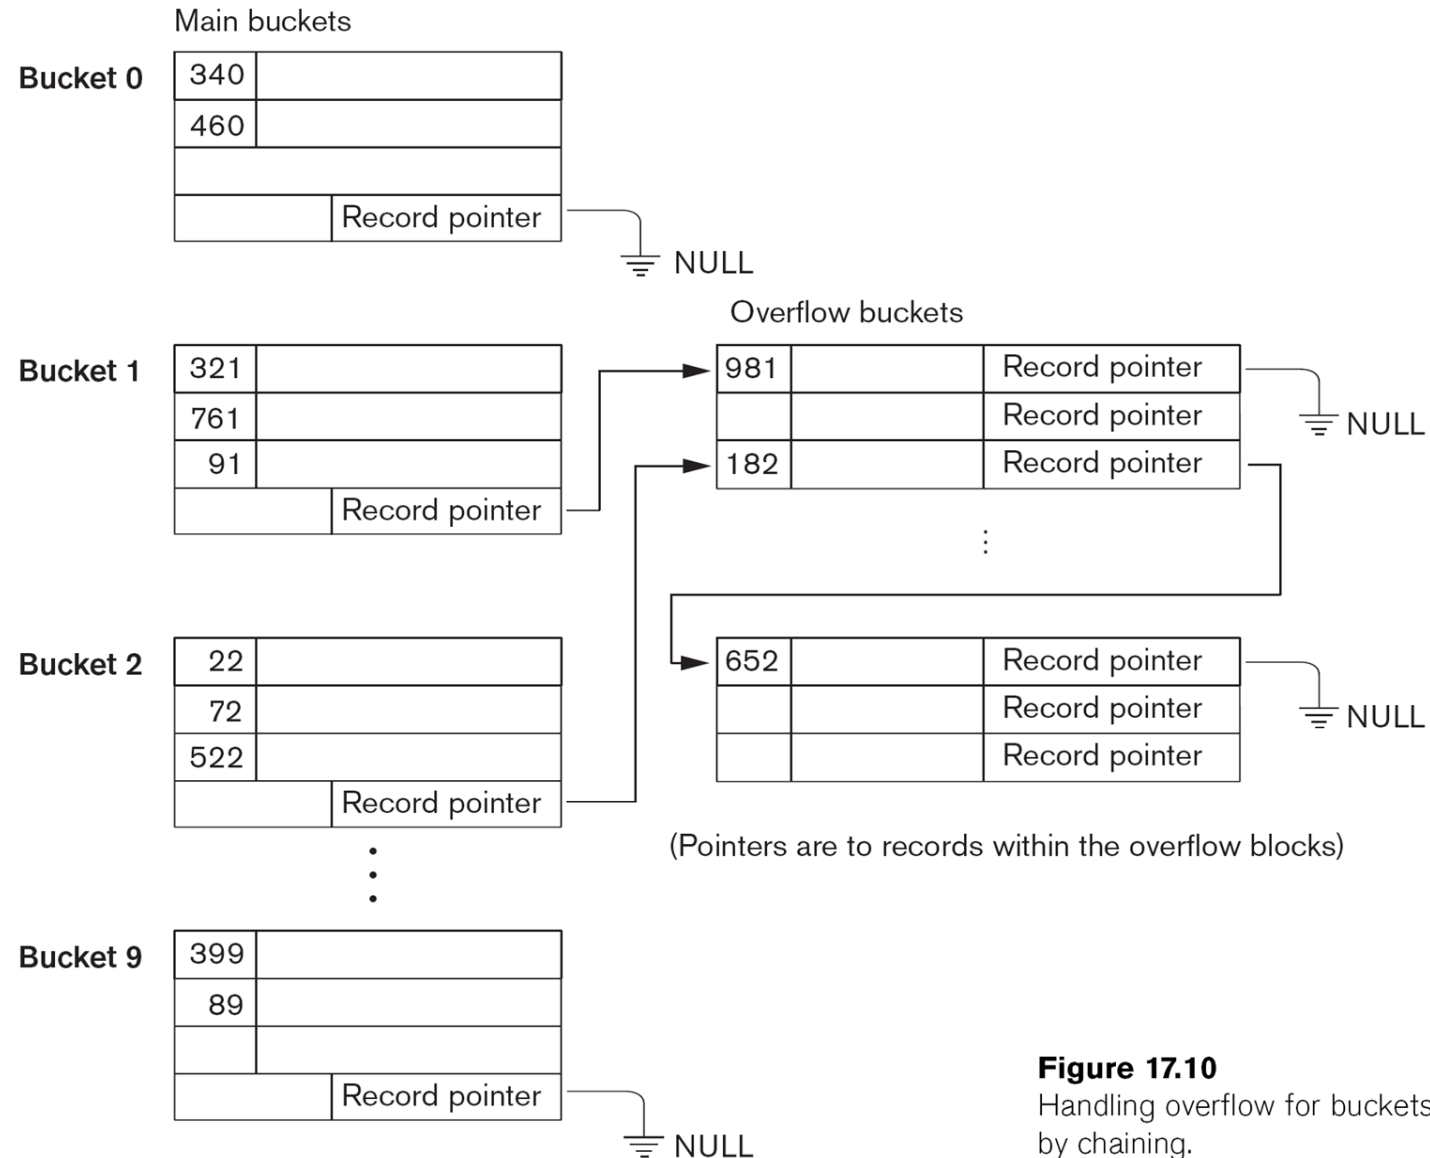 Main buckets
Bucket 0
340
460
Record pointer
NULL
Bucket 1
321
761
91
Record pointer
Overflow buckets
981 Record pointer
Record pointer
182 Record pointer
NULL
Bucket 2
22
72
522
Record pointer
652 Record pointer
Record pointer
Record pointer
NULL
(Pointers are to records within the overflow blocks)
Bucket 9
399
89
Record pointer
NULL
Figure 17.10
Handling overflow for buckets
by chaining.